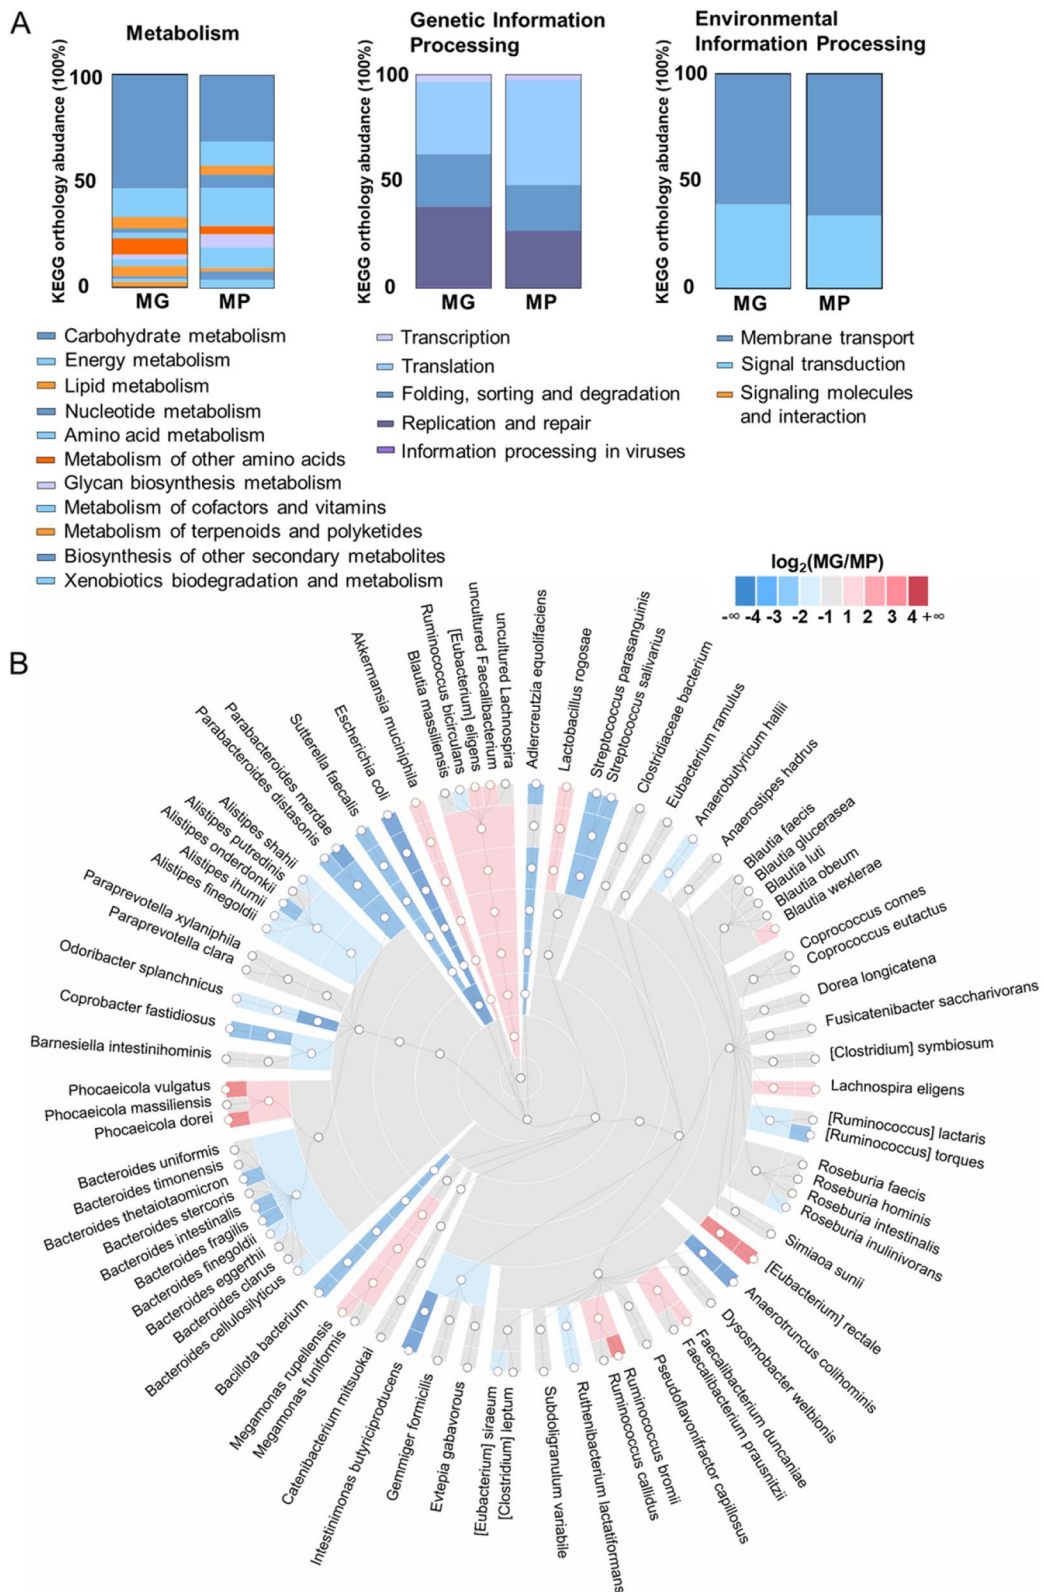 A
Metabolism
KEGG orthology abudance (100%)
100
50
0
MG
MP
Genetic Information
Processing
KEGG orthology abudance (100%)
100
50
0
MG
MP
Environmental
Information Processing
KEGG orthology abudance (100%)
100
50
0
MG
MP
Carbohydrate metabolism
Energy metabolism
Lipid metabolism
Nucleotide metabolism
Amino acid metabolism
Metabolism of other amino acids
Glycan biosynthesis metabolism
Metabolism of cofactors and vitamins
Metabolism of terpenoids and polyketides
Biosynthesis of other secondary metabolites
Xenobiotics biodegradation and metabolism
Transcription
Translation
Folding, sorting and degradation
Replication and repair
Information processing in viruses
Membrane transport
Signal transduction
Signaling molecules
and interaction
log₂(MG/MP)
-∞ -4 -3 -2 -1 1 2 3 4 +∞
B
Adlercreutzia equolifaciens
Lactobacillus rogosae
Streptococcus parasanguinis
Streptococcus salivarius
Clostridiaceae bacterium
Eubacterium ramulus
Anaerobutyricum hallii
Anaerostipes hadrus
Blautia faecis
Blautia glucerasea
Blautia luti
Blautia obeum
Blautia wexlerae
Coprococcus comes
Coprococcus eutactus
Dorea longicatena
Fusicatenibacter saccharivorans
[Clostridium] symbiosum
Lachnospira eligens
[Ruminococcus] lactaris
[Ruminococcus] torques
Roseburia faecis
Roseburia hominis
Roseburia intestinalis
Roseburia inulinivorans
Simiaoa sunii
[Eubacterium] rectale
Anaerotruncus colihominis
Dysosmobacter welbionis
Faecalibacterium duncaniae
Faecalibacterium prausnitzii
Pseudoflavonifractor capillosus
Ruminococcus bromii
Ruminococcus callidus
Ruthenibacterium lactatiformans
Subdoligranulum variabile
[Clostridium] leptum
[Eubacterium] siraeum
Evtepia gabavorous
Gemmiger formicilis
Intestinimonas butyriciproducens
Catenibacterium mitsuokai
Megamonas funiformis
Megamonas rupellensis
Bacillota bacterium
Bacteroides cellulosilyticus
Bacteroides clarus
Bacteroides eggerthii
Bacteroides finegoldii
Bacteroides fragilis
Bacteroides intestinalis
Bacteroides stercoris
Bacteroides thetaiotaomicron
Bacteroides timonensis
Bacteroides uniformis
Phocaeicola dorei
Phocaeicola massiliensis
Phocaeicola vulgatus
Barnesiella intestinihominis
Coprobacter fastidiosus
Odoribacter splanchnicus
Paraprevotella clara
Paraprevotella xylaniphila
Alistipes finegoldii
Alistipes ihumii
Alistipes onderdonkii
Alistipes putredinis
Alistipes shahii
Parabacteroides distasonis
Parabacteroides merdae
Sutterella faecalis
Escherichia coli
Akkermansia muciniphila
Blautia massiliensis
Ruminococcus bicirculans
[Eubacterium] eligens
uncultured Faecalibacterium
uncultured Lachnospira